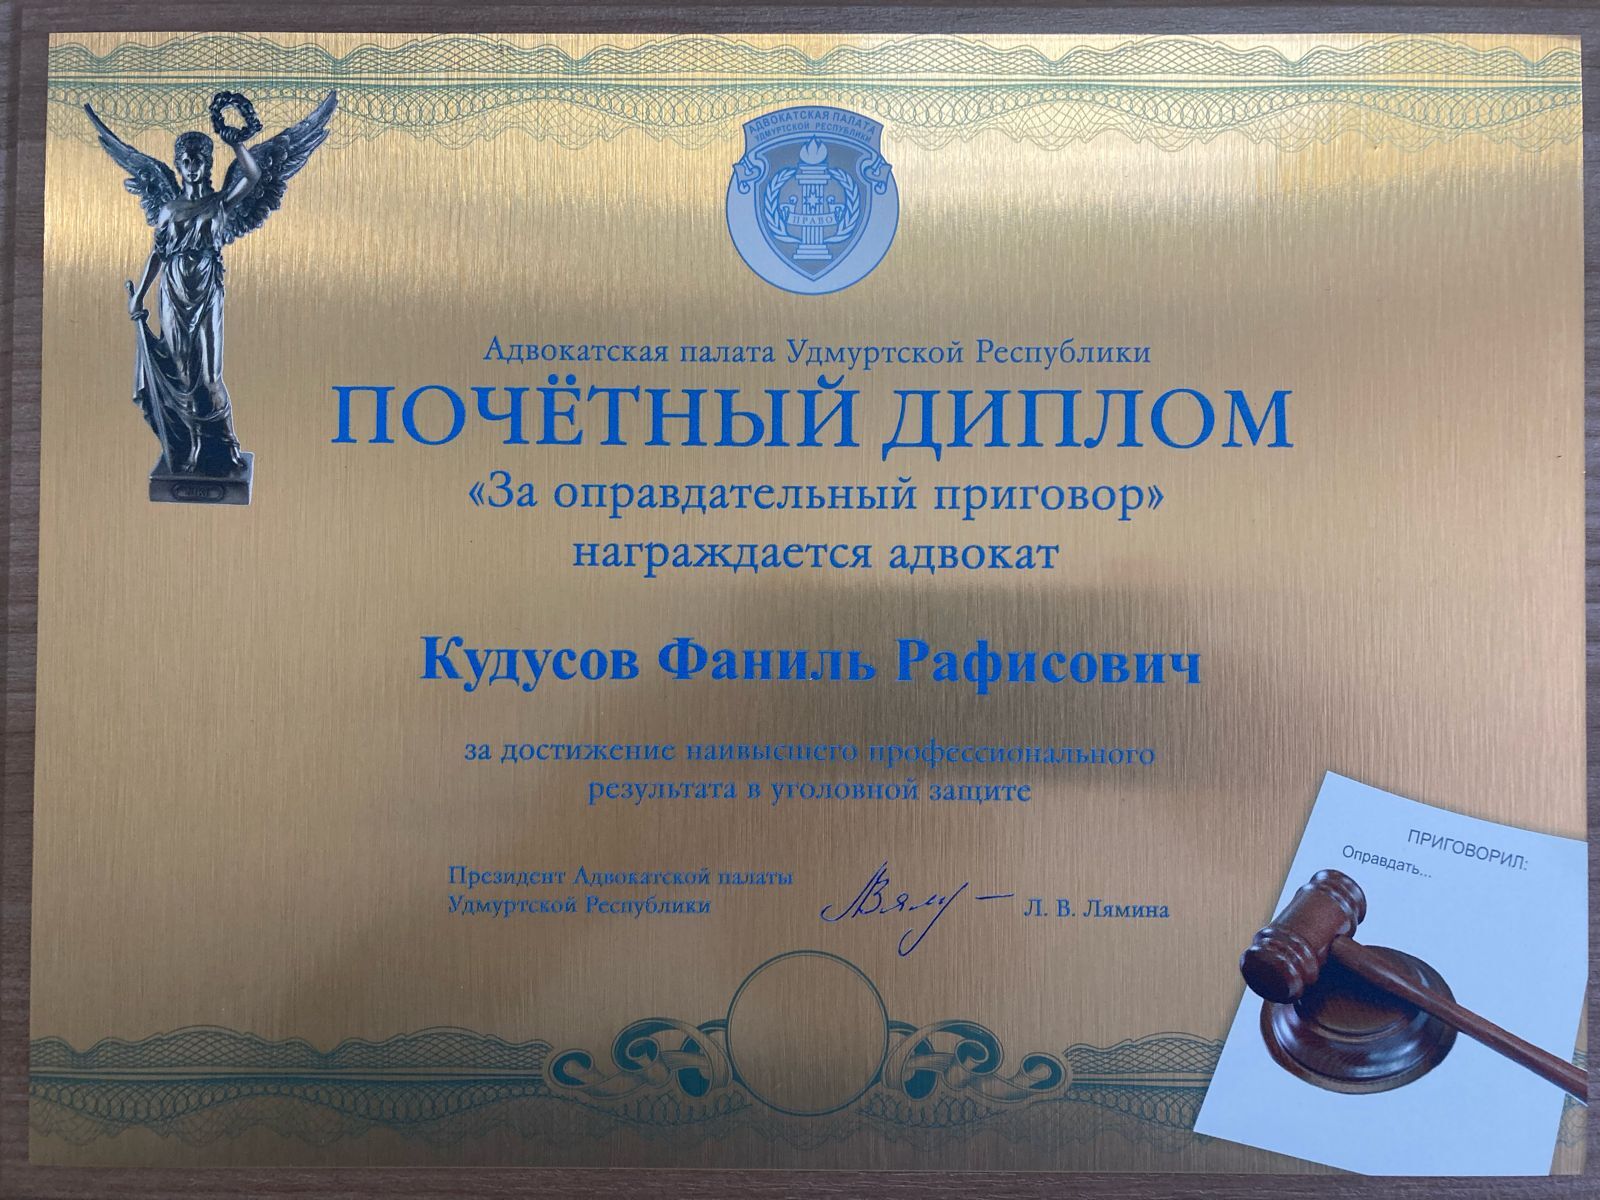 АДВОКАТСКАЯ ПАЛАТА
УДМУРТСКОЙ РЕСПУБЛИКИ
ПРАВО
Адвокатская палата Удмуртской Республики
ПОЧЁТНЫЙ ДИПЛОМ
«За оправдательный приговор»
награждается адвокат
Кудусов Фаниль Рафисович
за достижение наивысшего профессионального
результата в уголовной защите
Президент Адвокатской палаты
Удмуртской Республики
Л. В. Лямина
ПРИГОВОРИЛ:
Оправдать...